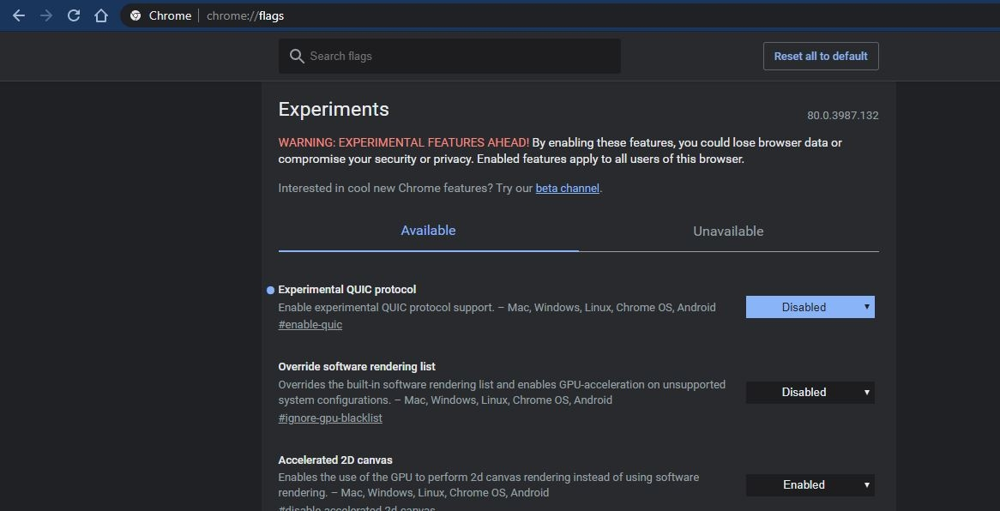 Chrome | chrome://flags
Search flags
Reset all to default
Experiments
80.0.3987.132
WARNING: EXPERIMENTAL FEATURES AHEAD! By enabling these features, you could lose browser data or
compromise your security or privacy. Enabled features apply to all users of this browser.
Interested in cool new Chrome features? Try our beta channel.
Available
Unavailable
Experimental QUIC protocol
Enable experimental QUIC protocol support. – Mac, Windows, Linux, Chrome OS, Android
#enable-quic
Disabled
Override software rendering list
Overrides the built-in software rendering list and enables GPU-acceleration on unsupported
system configurations. – Mac, Windows, Linux, Chrome OS, Android
#ignore-gpu-blacklist
Disabled
Accelerated 2D canvas
Enables the use of the GPU to perform 2d canvas rendering instead of using software
rendering. – Mac, Windows, Linux, Chrome OS, Android
#disable-accelerated-2d-canvas
Enabled